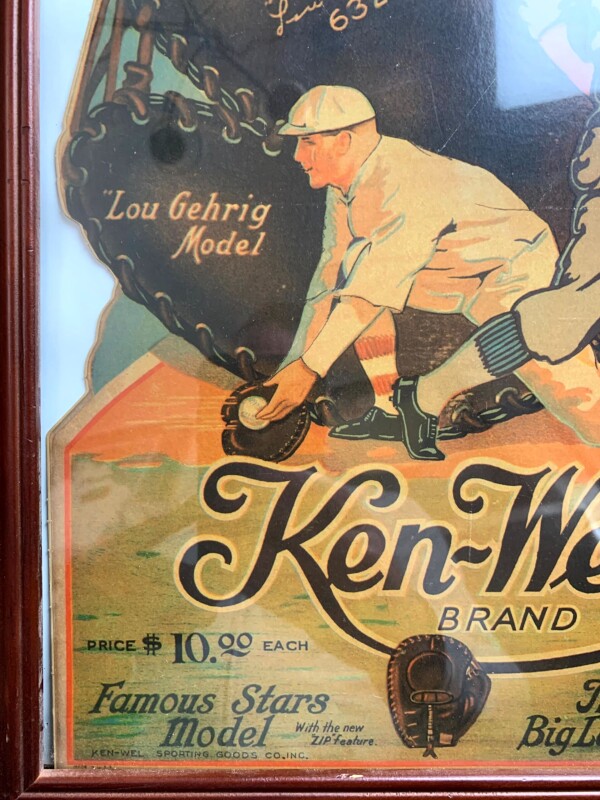 632
"Lou Gehrig
Model
Ken-We
BRAND
PRICE $ 10.00 EACH
Famous Stars
Model
With the new
"ZIP" feature.
Big L
KEN-WEL SPORTING GOODS CO., INC.